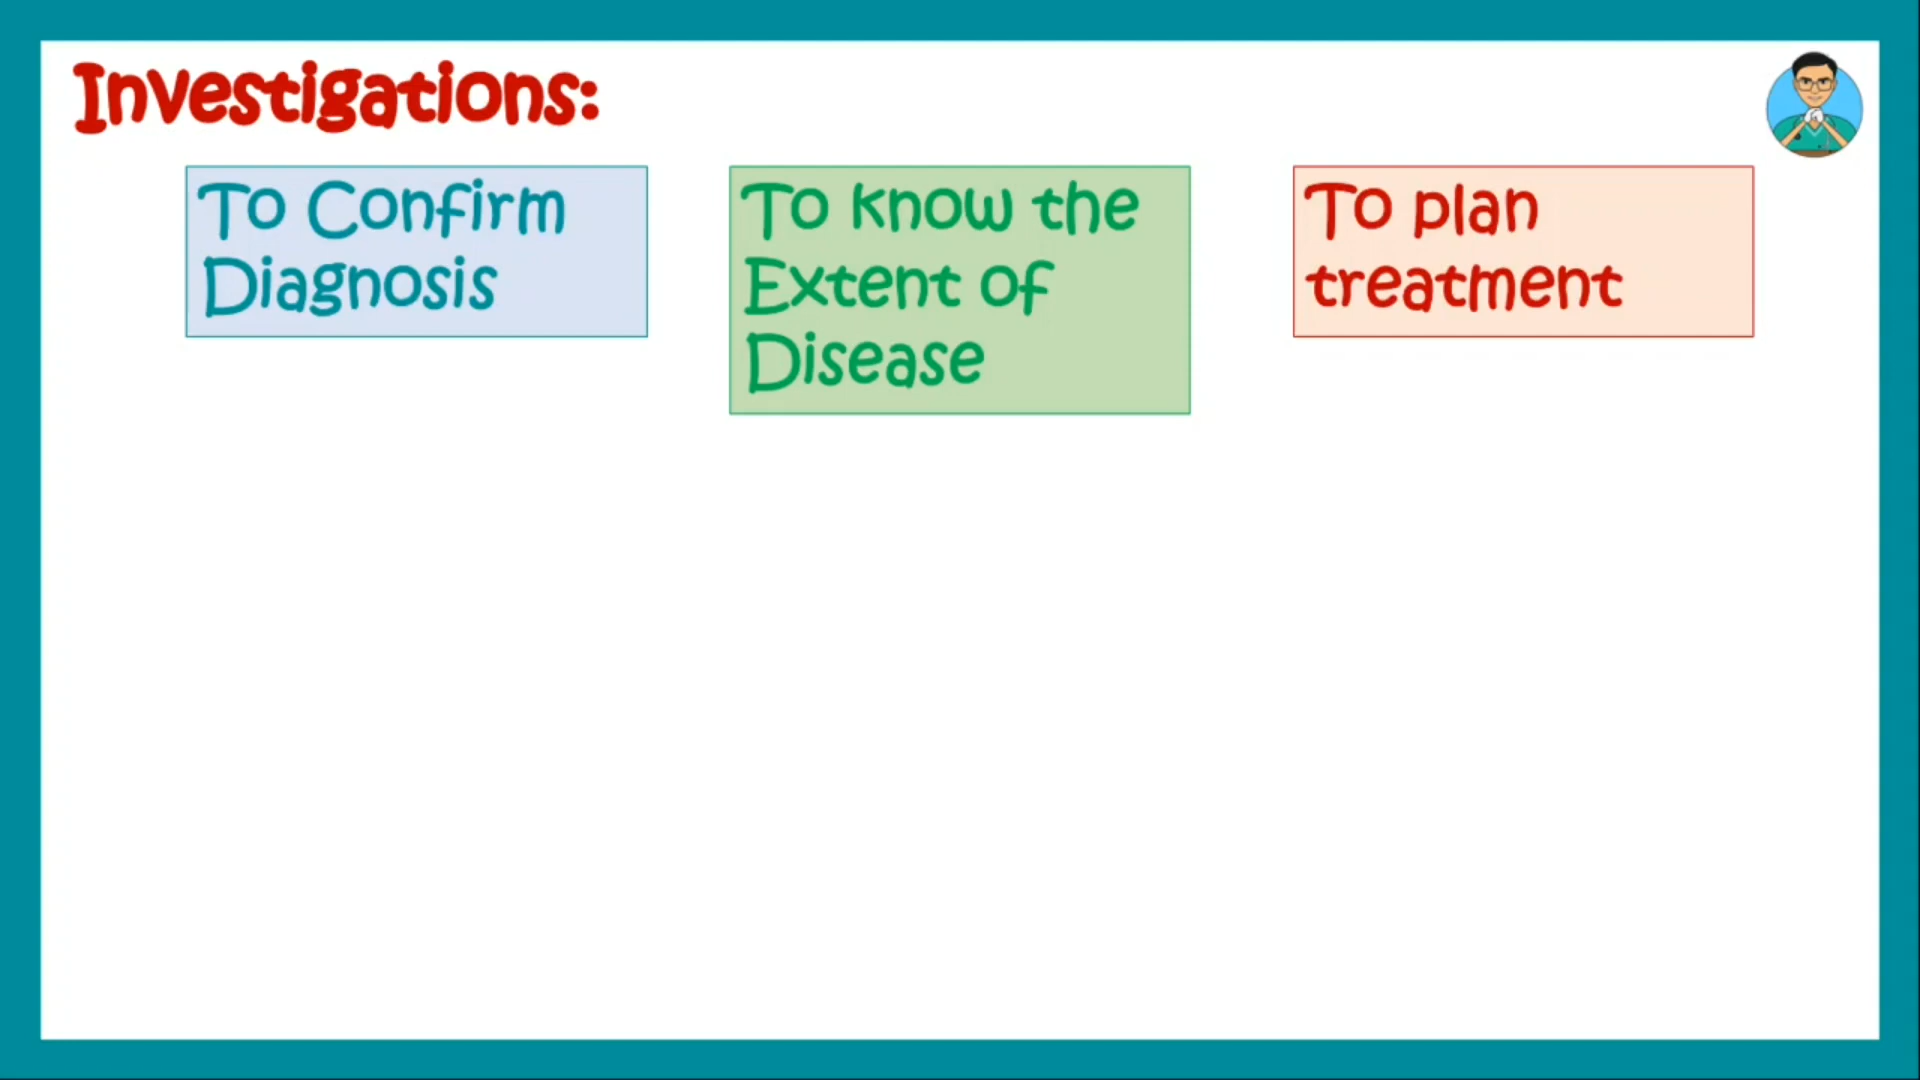 Investigations:
To Confirm
Diagnosis
To know the
Extent of
Disease
To plan
treatment